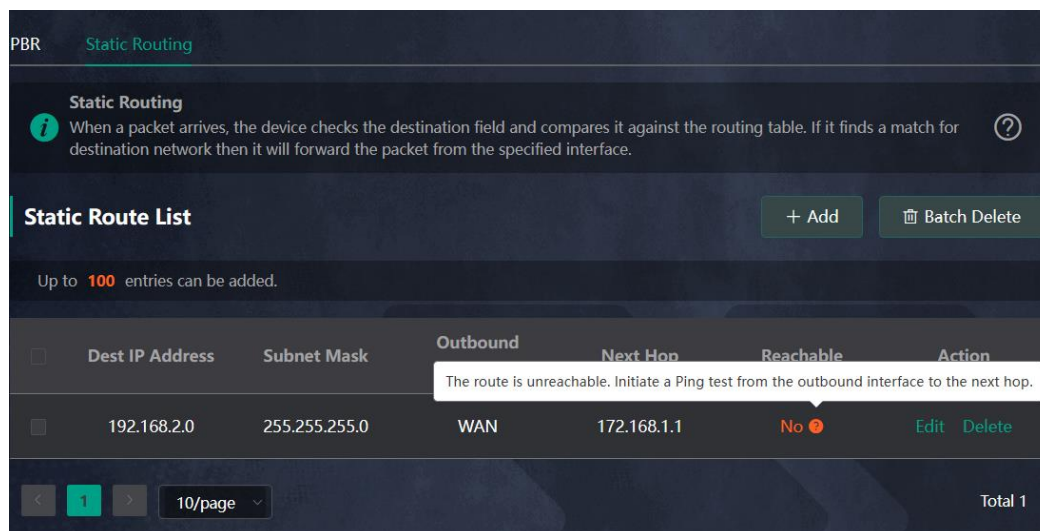 PBR Static Routing
Static Routing
When a packet arrives, the device checks the destination field and compares it against the routing table. If it finds a match for
destination network then it will forward the packet from the specified interface.
Static Route List + Add Batch Delete
Up to 100 entries can be added.
Dest IP Address Subnet Mask Outbound Next Hop Reachable Action
The route is unreachable. Initiate a Ping test from the outbound interface to the next hop.
192.168.2.0 255.255.255.0 WAN 172.168.1.1 No Edit Delete
1 10/page Total 1